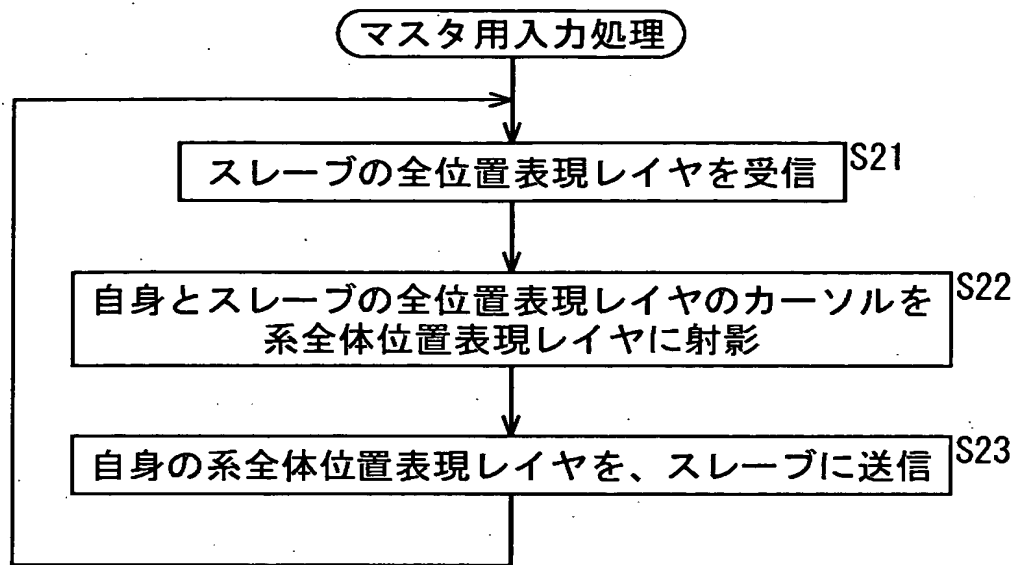 マスタ用入力処理
スレーブの全位置表現レイヤを受信
S21
自身とスレーブの全位置表現レイヤのカーソルを
系全体位置表現レイヤに射影
S22
自身の系全体位置表現レイヤを、スレーブに送信
S23